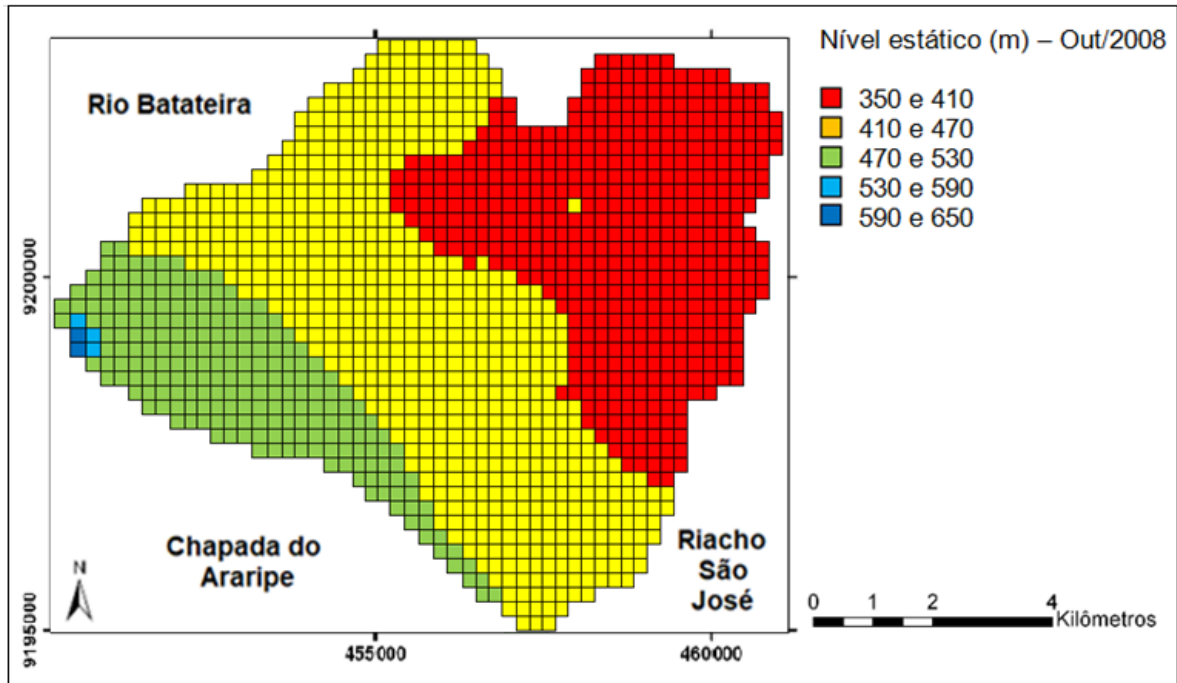 Nível estático (m) – Out/2008
Rio Batateira
350 e 410
410 e 470
470 e 530
530 e 590
590 e 650
9200000
Chapada do
Araripe
Riacho
São
José
N
0 1 2 4
Quilômetros
9195000
455000 460000